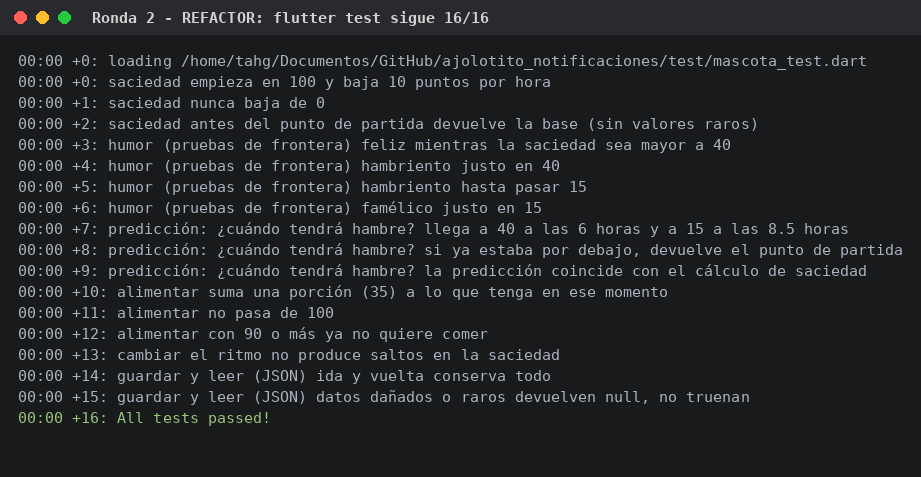 Ronda 2 - REFACTOR: flutter test sigue 16/16
00:00 +0: loading /home/tahg/Documentos/GitHub/ajolotito_notificaciones/test/mascota_test.dart
00:00 +0: saciedad empieza en 100 y baja 10 puntos por hora
00:00 +1: saciedad nunca baja de 0
00:00 +2: saciedad antes del punto de partida devuelve la base (sin valores raros)
00:00 +3: humor (pruebas de frontera) feliz mientras la saciedad sea mayor a 40
00:00 +4: humor (pruebas de frontera) hambriento justo en 40
00:00 +5: humor (pruebas de frontera) hambriento hasta pasar 15
00:00 +6: humor (pruebas de frontera) famélico justo en 15
00:00 +7: predicción: ¿cuándo tendrá hambre? llega a 40 a las 6 horas y a 15 a las 8.5 horas
00:00 +8: predicción: ¿cuándo tendrá hambre? si ya estaba por debajo, devuelve el punto de partida
00:00 +9: predicción: ¿cuándo tendrá hambre? la predicción coincide con el cálculo de saciedad
00:00 +10: alimentar suma una porción (35) a lo que tenga en ese momento
00:00 +11: alimentar no pasa de 100
00:00 +12: alimentar con 90 o más ya no quiere comer
00:00 +13: cambiar el ritmo no produce saltos en la saciedad
00:00 +14: guardar y leer (JSON) ida y vuelta conserva todo
00:00 +15: guardar y leer (JSON) datos dañados o raros devuelven null, no truenan
00:00 +16: All tests passed!